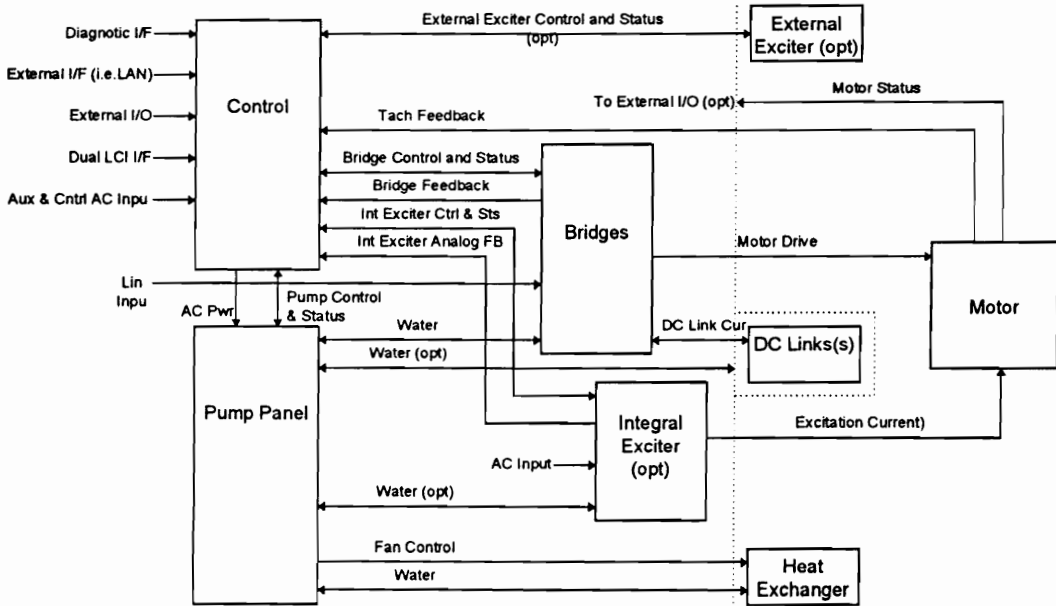 External Exciter Control and Status
(opt)
External
Exciter (opt)
Diagnostic I/F
External I/F (i.e.LAN)
External I/O
Dual LCI I/F
Aux & Cntrl AC Inpu
Control
To External I/O (opt)
Motor Status
Tach Feedback
Bridge Control and Status
Bridge Feedback
Int Exciter Ctrl & Sts
Int Exciter Analog FB
Bridges
Motor Drive
Motor
Lin
Inpu
AC Pwr
Pump Control
& Status
Water
Water (opt)
DC Link Cur
DC Links(s)
Pump Panel
Integral
Exciter
(opt)
Excitation Current)
AC Input
Water (opt)
Fan Control
Water
Heat
Exchanger